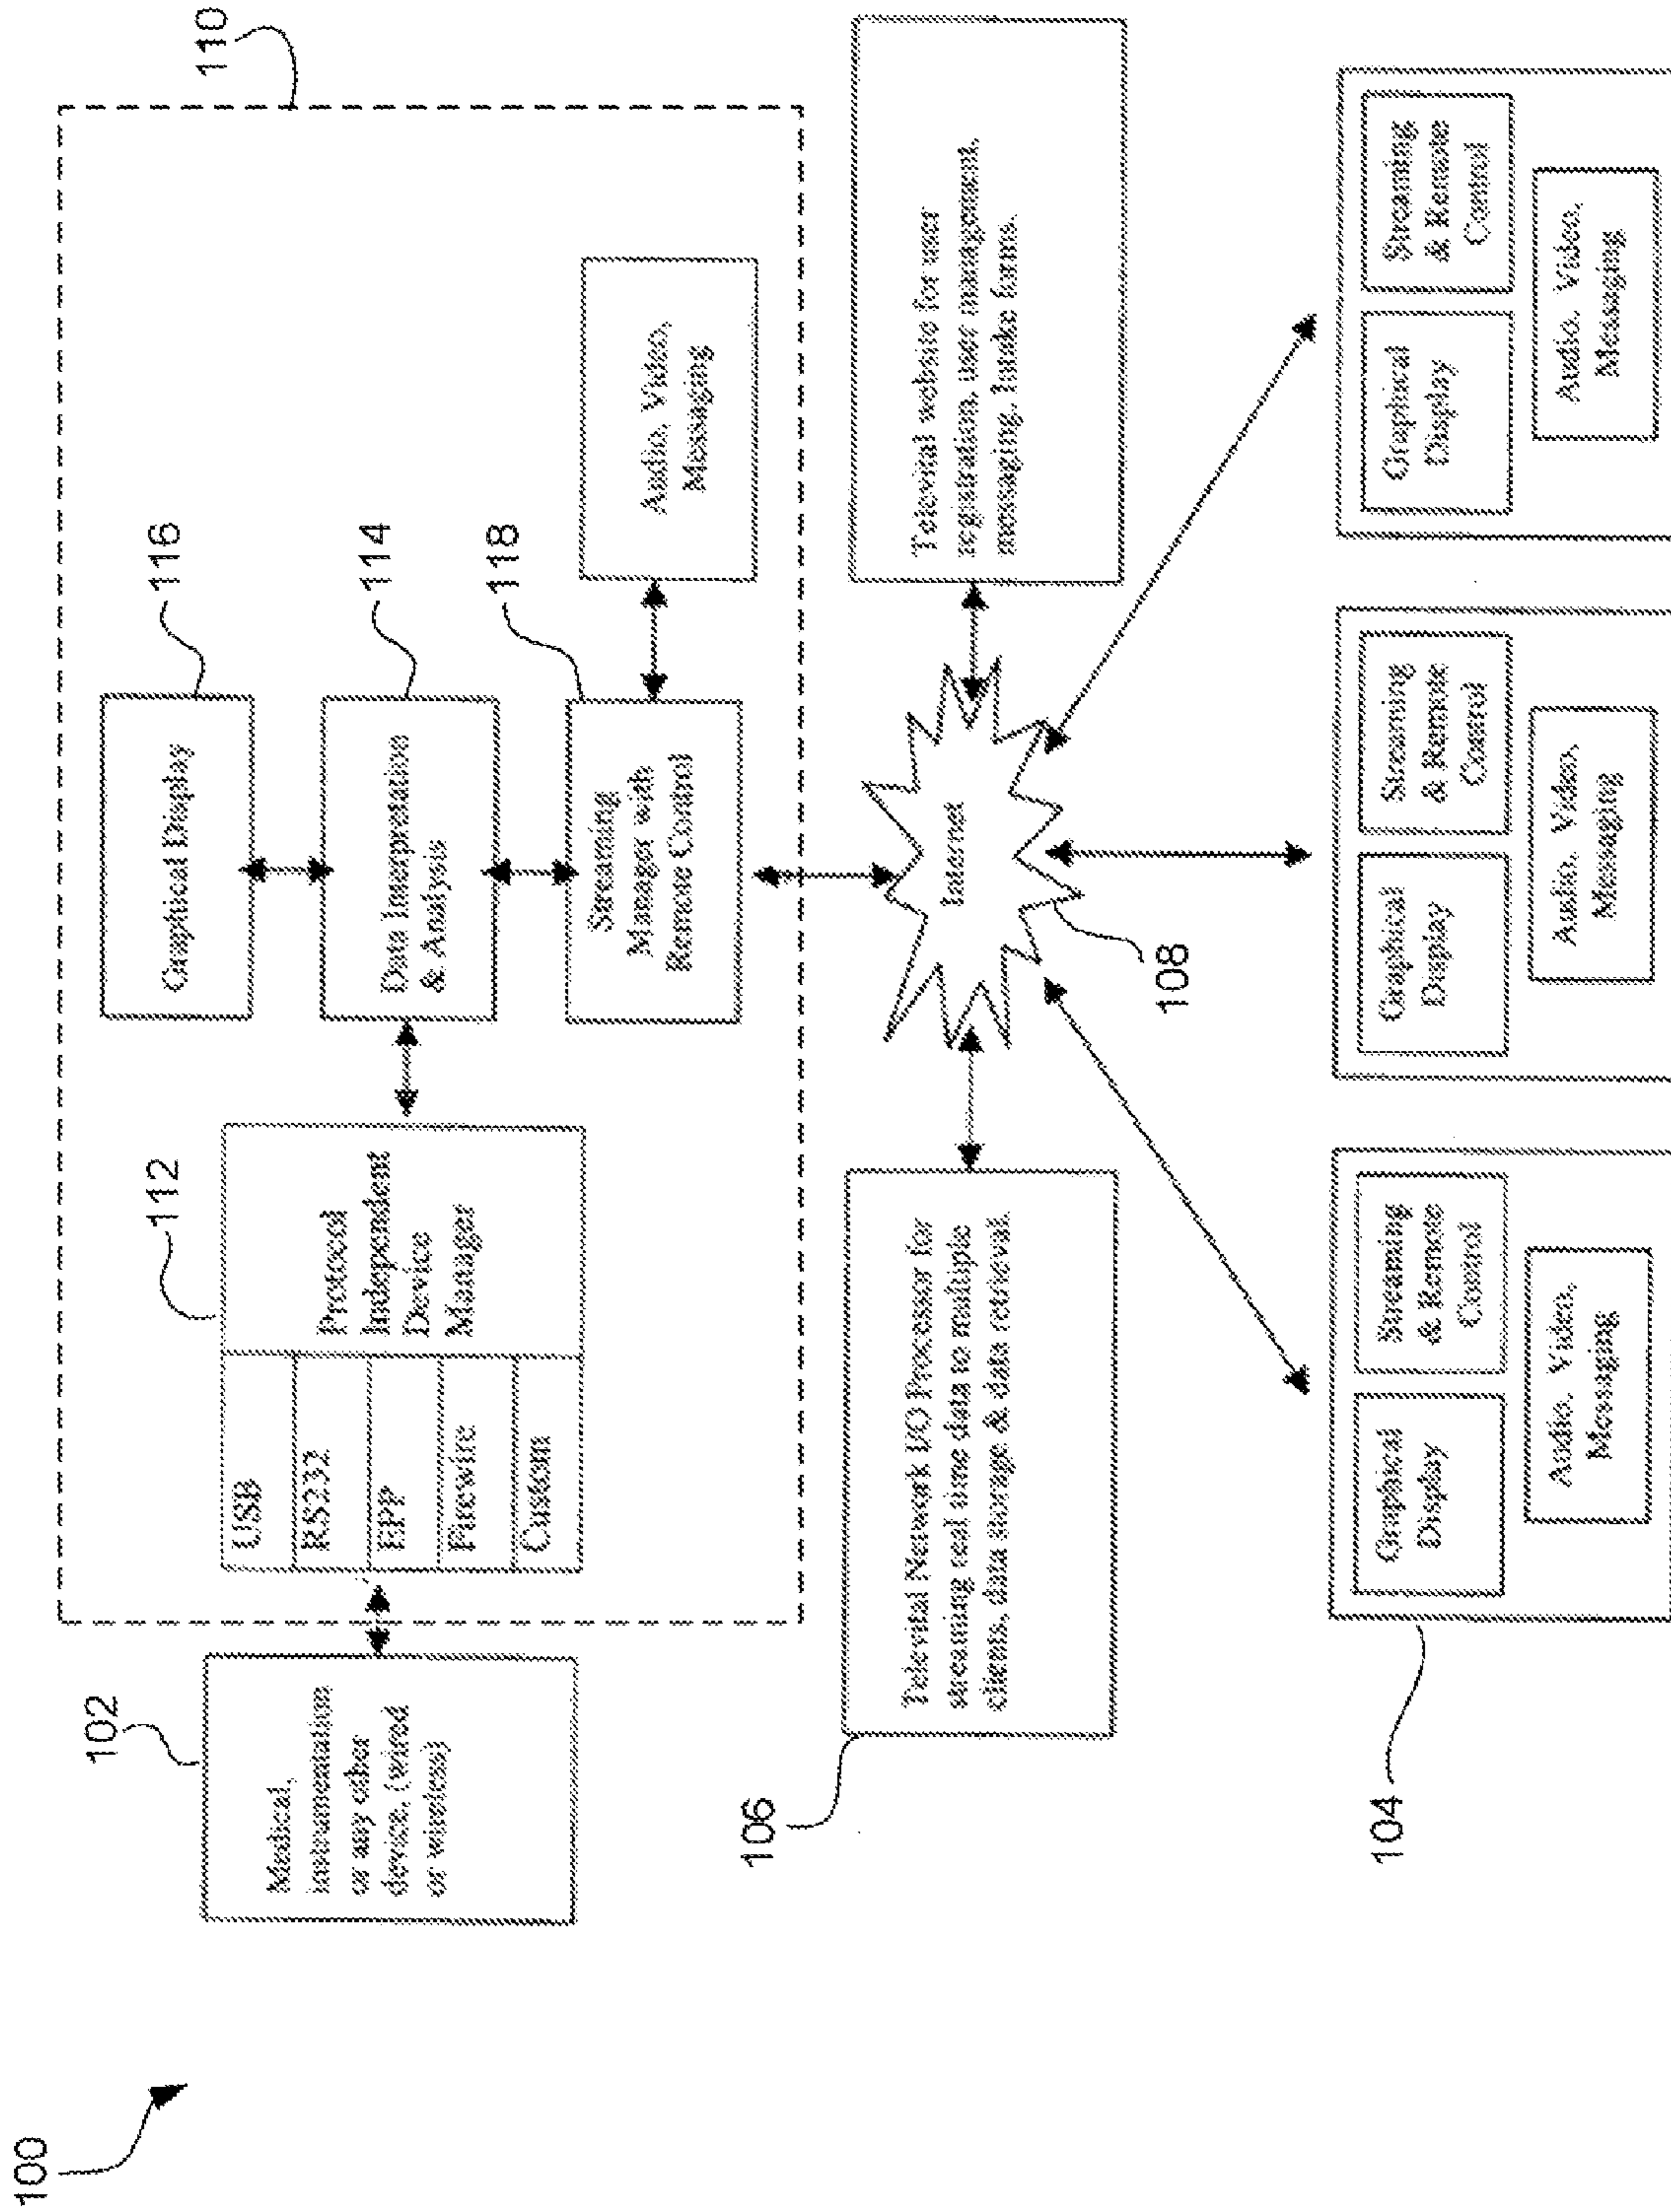 100
110
116
Graphical Display
112
114
102
USB
RS232
EPP
Firewire
Custom
Protocol
Independent
Device
Manager
Data Interpretation
& Analysis
Medical,
instrumentation
or any other
device, (wired
or wireless)
118
Streaming
Manager with
Remote Control
Audio, Video,
Messaging
106
Televital Network I/O Processor for
streaming real time data to multiple
clients, data storage & data retrieval.
Internet
108
Televital website for user
registration, user management,
messaging, Intake forms.
104
Graphical
Display
Streaming
& Remote
Control
Audio, Video,
Messaging
Graphical
Display
Streaming
& Remote
Control
Audio, Video,
Messaging
Graphical
Display
Streaming
& Remote
Control
Audio, Video,
Messaging